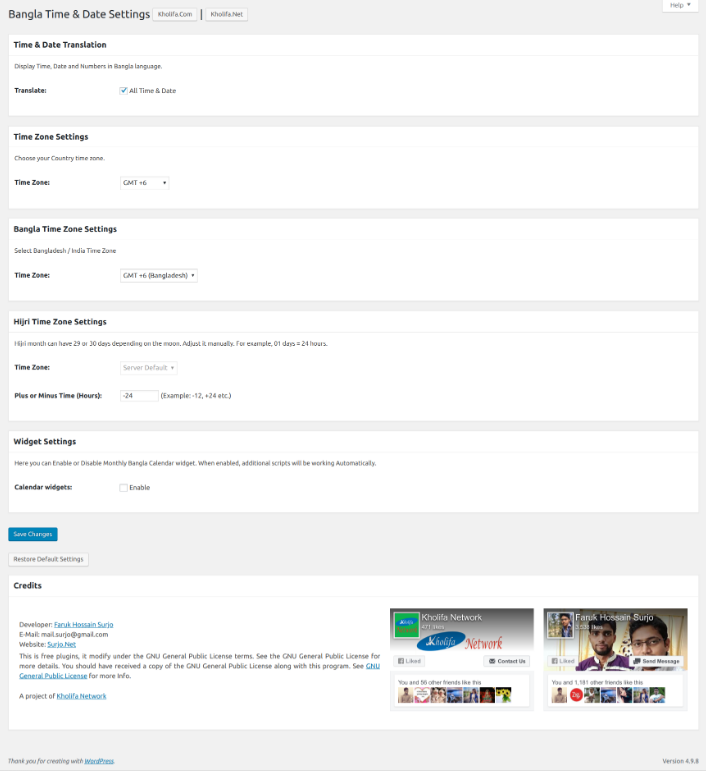 Help ▼
Bangla Time & Date Settings Kholifa.Com | Kholifa.Net
Time & Date Translation
Display Time, Date and Numbers in Bangla language.
Translate: All Time & Date
Time Zone Settings
Choose your Country time zone.
Time Zone: GMT +6
Bangla Time Zone Settings
Select Bangladesh / India Time Zone
Time Zone: GMT +6 (Bangladesh)
Hijri Time Zone Settings
Hijri month can have 29 or 30 days depending on the moon. Adjust it manually. For example, 01 days = 24 hours.
Time Zone: Server Default
Plus or Minus Time (Hours): -24 (Example: -12, +24 etc.)
Widget Settings
Here you can Enable or Disable Monthly Bangla Calendar widget. When enabled, additional scripts will be working Automatically.
Calendar widgets: Enable
Save Changes
Restore Default Settings
Credits
Developer: Faruk Hossain Surjo
E-Mail: mail.surjo@gmail.com
Website: Surjo.Net
This is free plugins, it modify under the GNU General Public License terms. See the GNU General Public License for
more details. You should have received a copy of the GNU General Public License along with this program. See GNU
General Public License for more Info.
A project of Kholifa Network
Kholifa Network
471 likes
Kholifa Network
Liked Contact Us
You and 56 other friends like this
Faruk Hossain Surjo
Liked Send Message
You and 1,181 other friends like this
Thank you for creating with WordPress.
Version 4.9.8